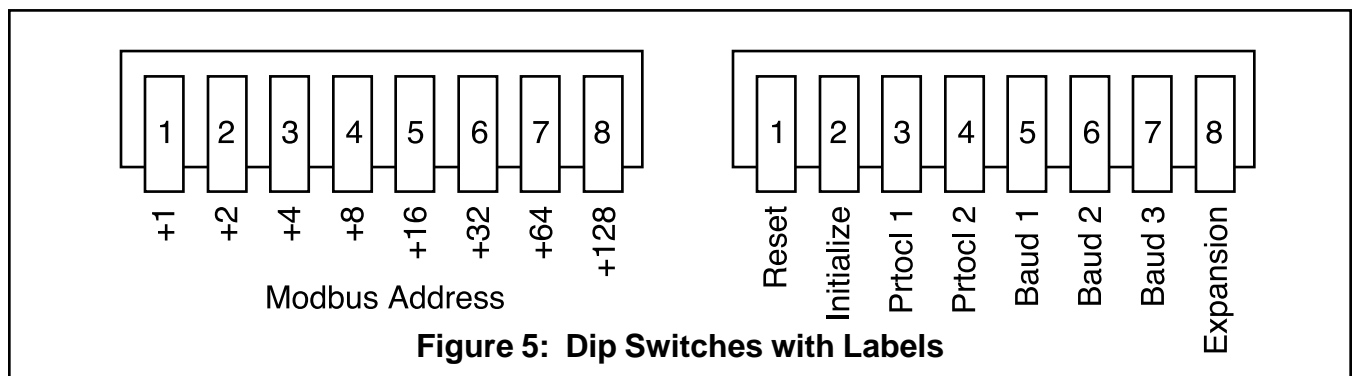 1 2 3 4 5 6 7 8
+1 +2 +4 +8 +16 +32 +64 +128
Modbus Address
1 2 3 4 5 6 7 8
Reset Initialize Prtocl 1 Prtocl 2 Baud 1 Baud 2 Baud 3 Expansion
Figure 5: Dip Switches with Labels